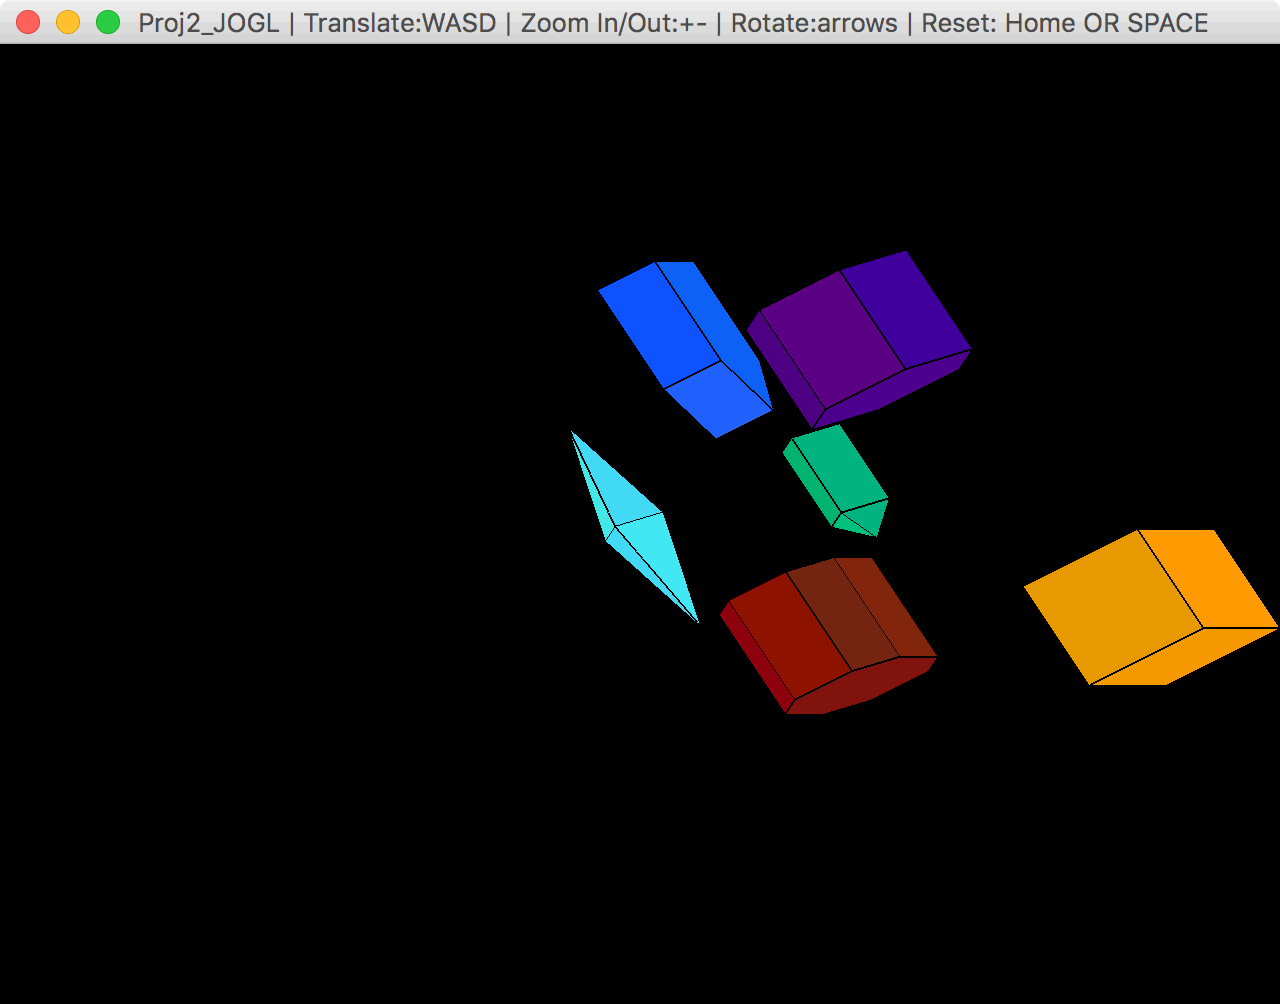 Proj2_JOGL | Translate:WASD | Zoom In/Out:+- | Rotate:arrows | Reset: Home OR SPACE